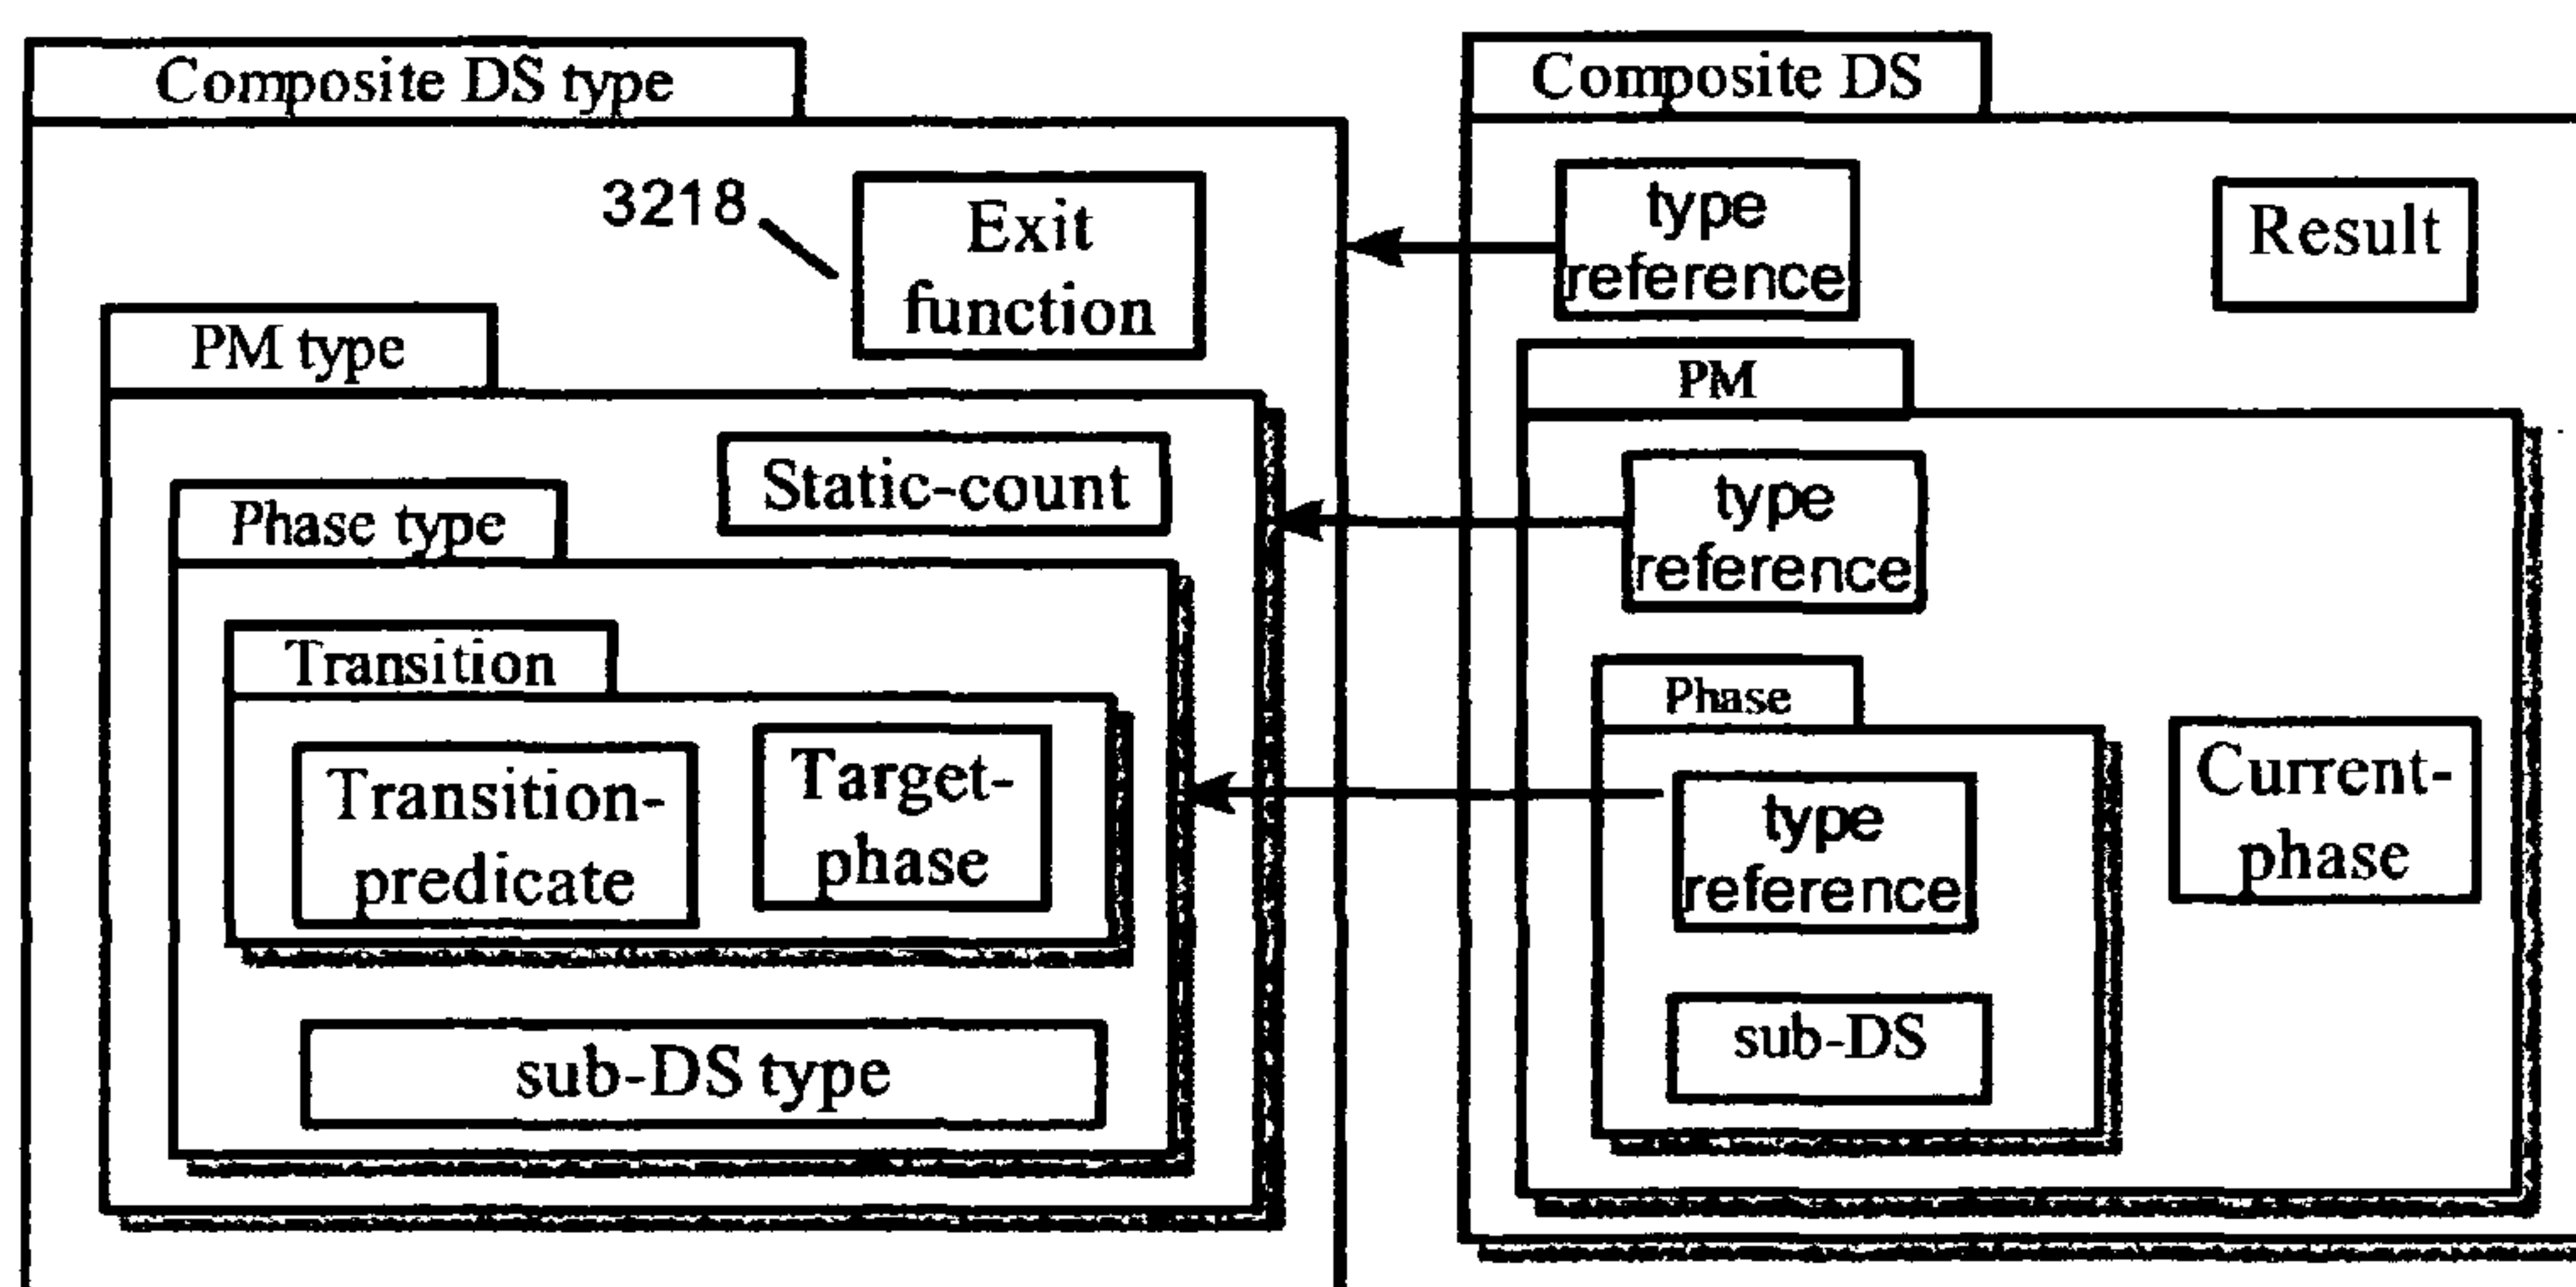 Composite DS type
3218
Exit
function
PM type
Static-count
Phase type
Transition
Transition-
predicate
Target-
phase
sub-DS type
Composite DS
type
reference
Result
PM
type
reference
Phase
type
reference
Current-
phase
sub-DS